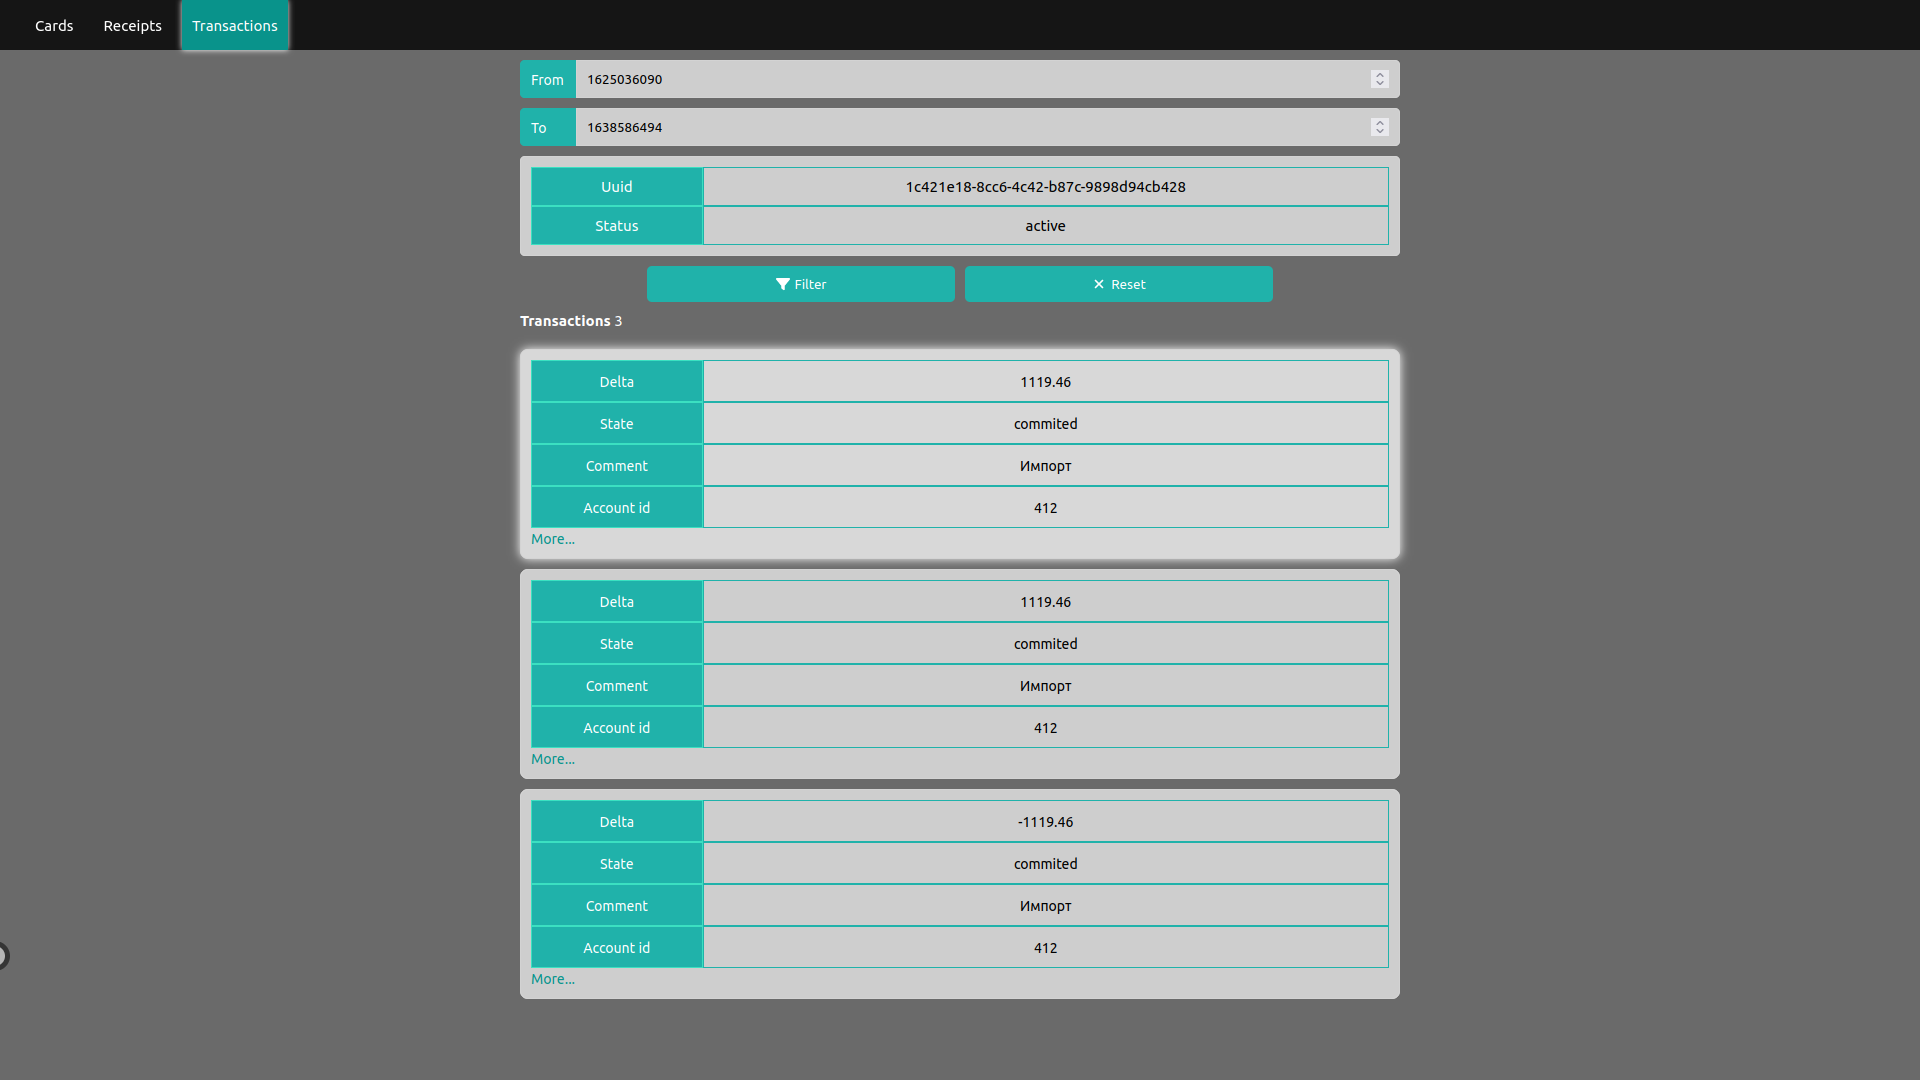 Cards Receipts Transactions
From 1625036090
To 1638586494
Uuid 1c421e18-8cc6-4c42-b87c-9898d94cb428
Status active
Filter Reset
Transactions 3
Delta 1119.46
State commited
Comment Импорт
Account id 412
More...
Delta 1119.46
State commited
Comment Импорт
Account id 412
More...
Delta -1119.46
State commited
Comment Импорт
Account id 412
More...